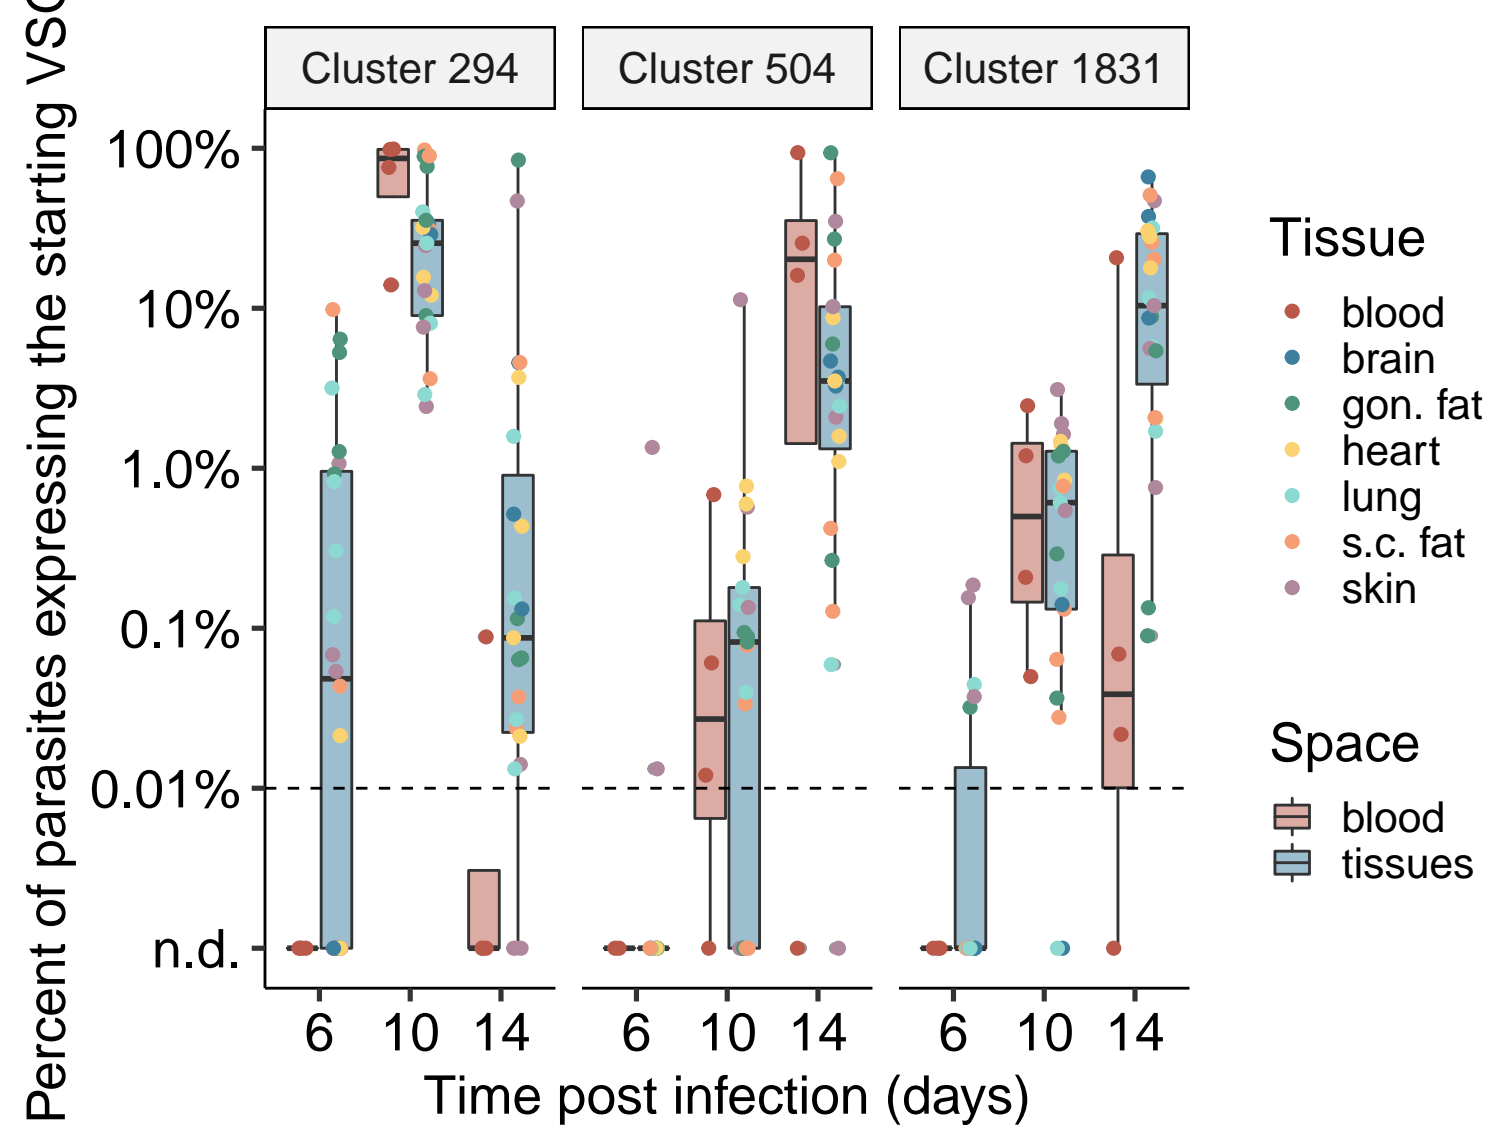 Percent of parasites expressing the starting VSG
Cluster 294
Cluster 504
Cluster 1831
100%
10%
1.0%
0.1%
0.01%
n.d.
6 10 14
6 10 14
6 10 14
Time post infection (days)
Tissue
blood
brain
gon. fat
heart
lung
s.c. fat
skin
Space
blood
tissues